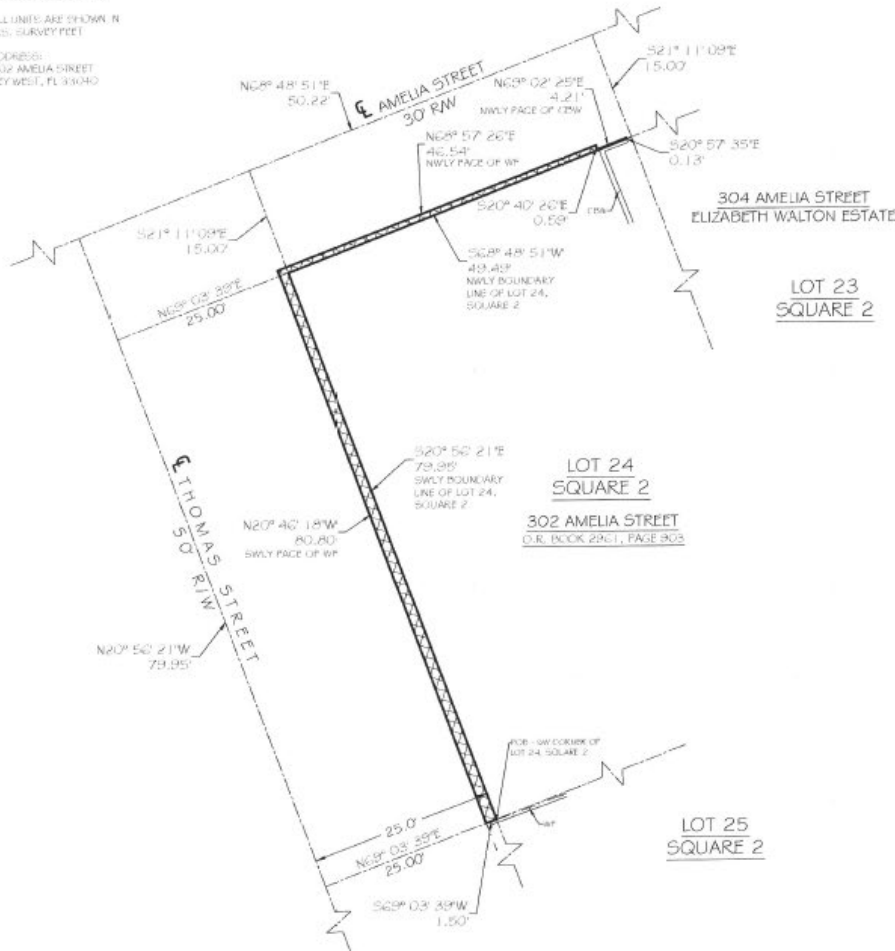 ALL UNITS ARE SHOWN IN
U.S. SURVEY FEET
ADDRESS:
302 AMELIA STREET
KEY WEST, FL 33040
N68° 48' 51"E
50.22'
℄ AMELIA STREET
30' R/W
S21° 11' 09"E
15.00'
N69° 02' 25"E
4.21'
NWLY FACE OF CBW
N68° 57' 26"E
46.54'
NWLY FACE OF WF
S20° 57' 35"E
0.13'
S20° 40' 26"E
0.59'
CBW
304 AMELIA STREET
ELIZABETH WALTON ESTATE
S21° 11' 09"E
15.00'
S68° 48' 51"W
49.49'
NWLY BOUNDARY
LINE OF LOT 24,
SQUARE 2
N69° 03' 39"E
25.00'
LOT 23
SQUARE 2
S20° 56' 21"E
79.95'
SWLY BOUNDARY
LINE OF LOT 24,
SQUARE 2
LOT 24
SQUARE 2
302 AMELIA STREET
O.R. BOOK 2961, PAGE 903
N20° 46' 18"W
80.80'
SWLY FACE OF WF
℄ THOMAS STREET
50' R/W
N20° 56' 21"W
79.95'
POB - SW CORNER OF
LOT 24, SQUARE 2
25.0'
N69° 03' 39"E
25.00'
WF
LOT 25
SQUARE 2
S69° 03' 39"W
1.50'